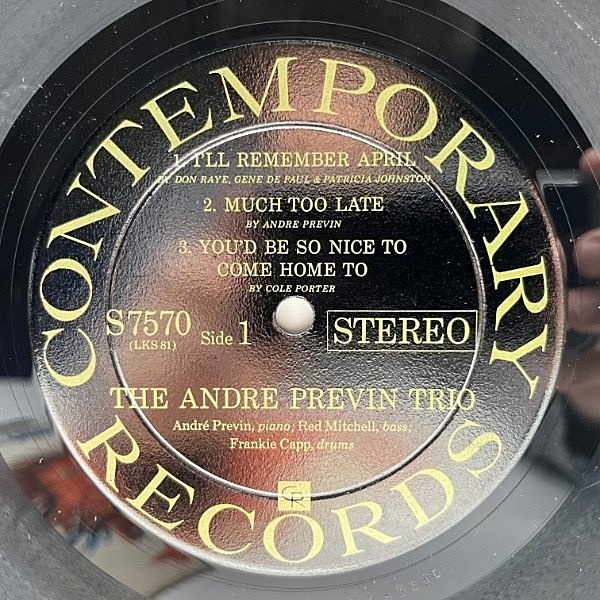 CONTEMPORARY
1. I'LL REMEMBER APRIL
BY DON RAYE, GENE DE PAUL & PATRICIA JOHNSTON
2. MUCH TOO LATE
BY ANDRE PREVIN
3. YOU'D BE SO NICE TO
COME HOME TO
BY COLE PORTER
S7570
(LKS 81)
Side 1
STEREO
THE ANDRE PREVIN TRIO
André Previn, piano; Red Mitchell, bass;
Frankie Capp, drums
CR
RECORDS